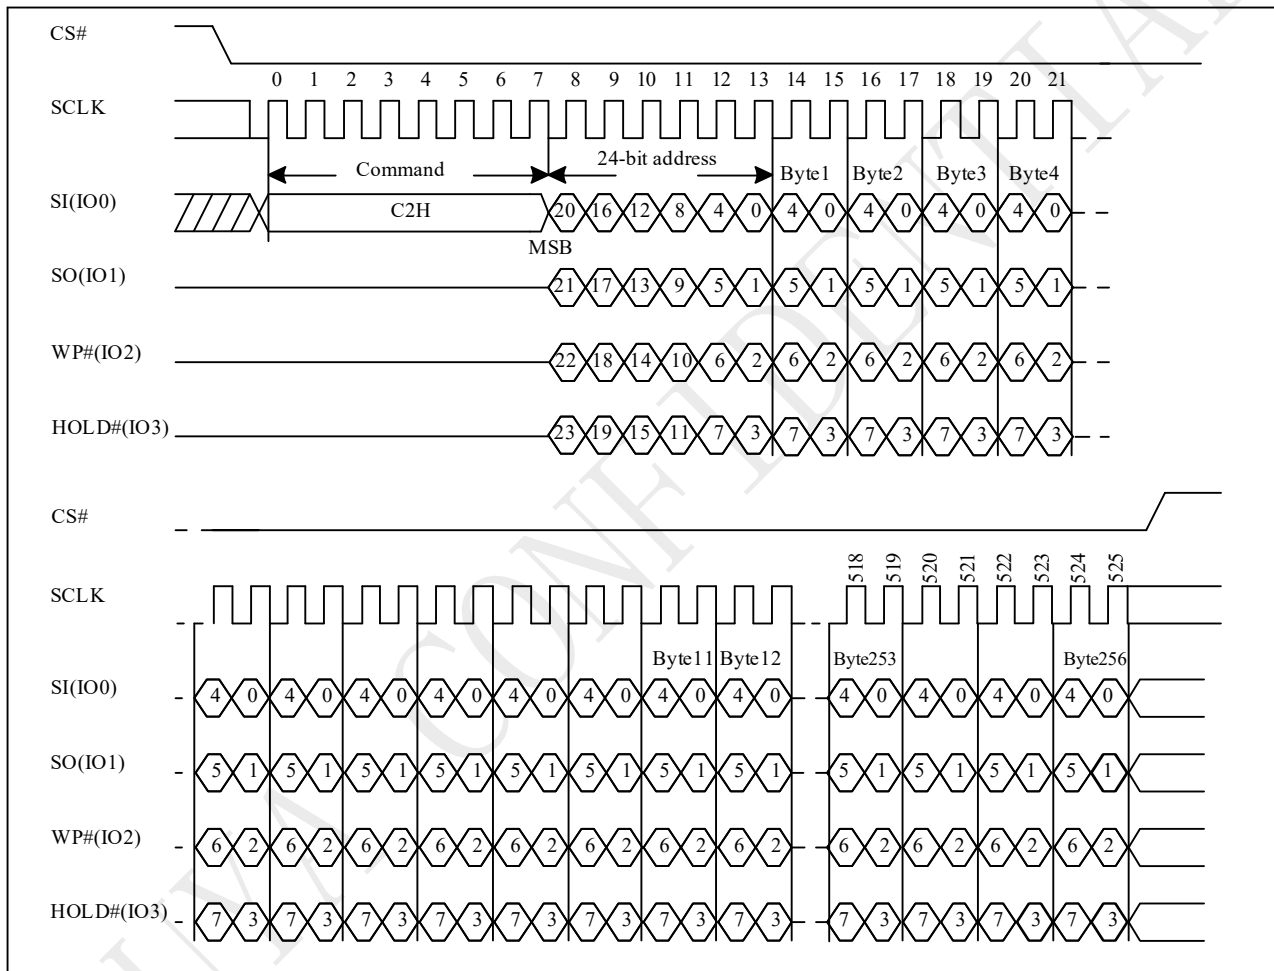 CS#
0 1 2 3 4 5 6 7 8 9 10 11 12 13 14 15 16 17 18 19 20 21
SCLK
Command 24-bit address Byte1 Byte2 Byte3 Byte4
SI(IO0) C2H 20 16 12 8 4 0 4 0 4 0 4 0 4 0
MSB
SO(IO1) 21 17 13 9 5 1 5 1 5 1 5 1 5 1
WP#(IO2) 22 18 14 10 6 2 6 2 6 2 6 2 6 2
HOLD#(IO3) 23 19 15 11 7 3 7 3 7 3 7 3 7 3
CS#
518 519 520 521 522 523 524 525
SCLK
Byte11 Byte12 Byte253 Byte256
SI(IO0) 4 0 4 0 4 0 4 0 4 0 4 0 4 0 4 0 4 0 4 0 4 0 4 0
SO(IO1) 5 1 5 1 5 1 5 1 5 1 5 1 5 1 5 1 5 1 5 1 5 1 5 1
WP#(IO2) 6 2 6 2 6 2 6 2 6 2 6 2 6 2 6 2 6 2 6 2 6 2 6 2
HOLD#(IO3) 7 3 7 3 7 3 7 3 7 3 7 3 7 3 7 3 7 3 7 3 7 3 7 3
UYA CONFIDENTIA